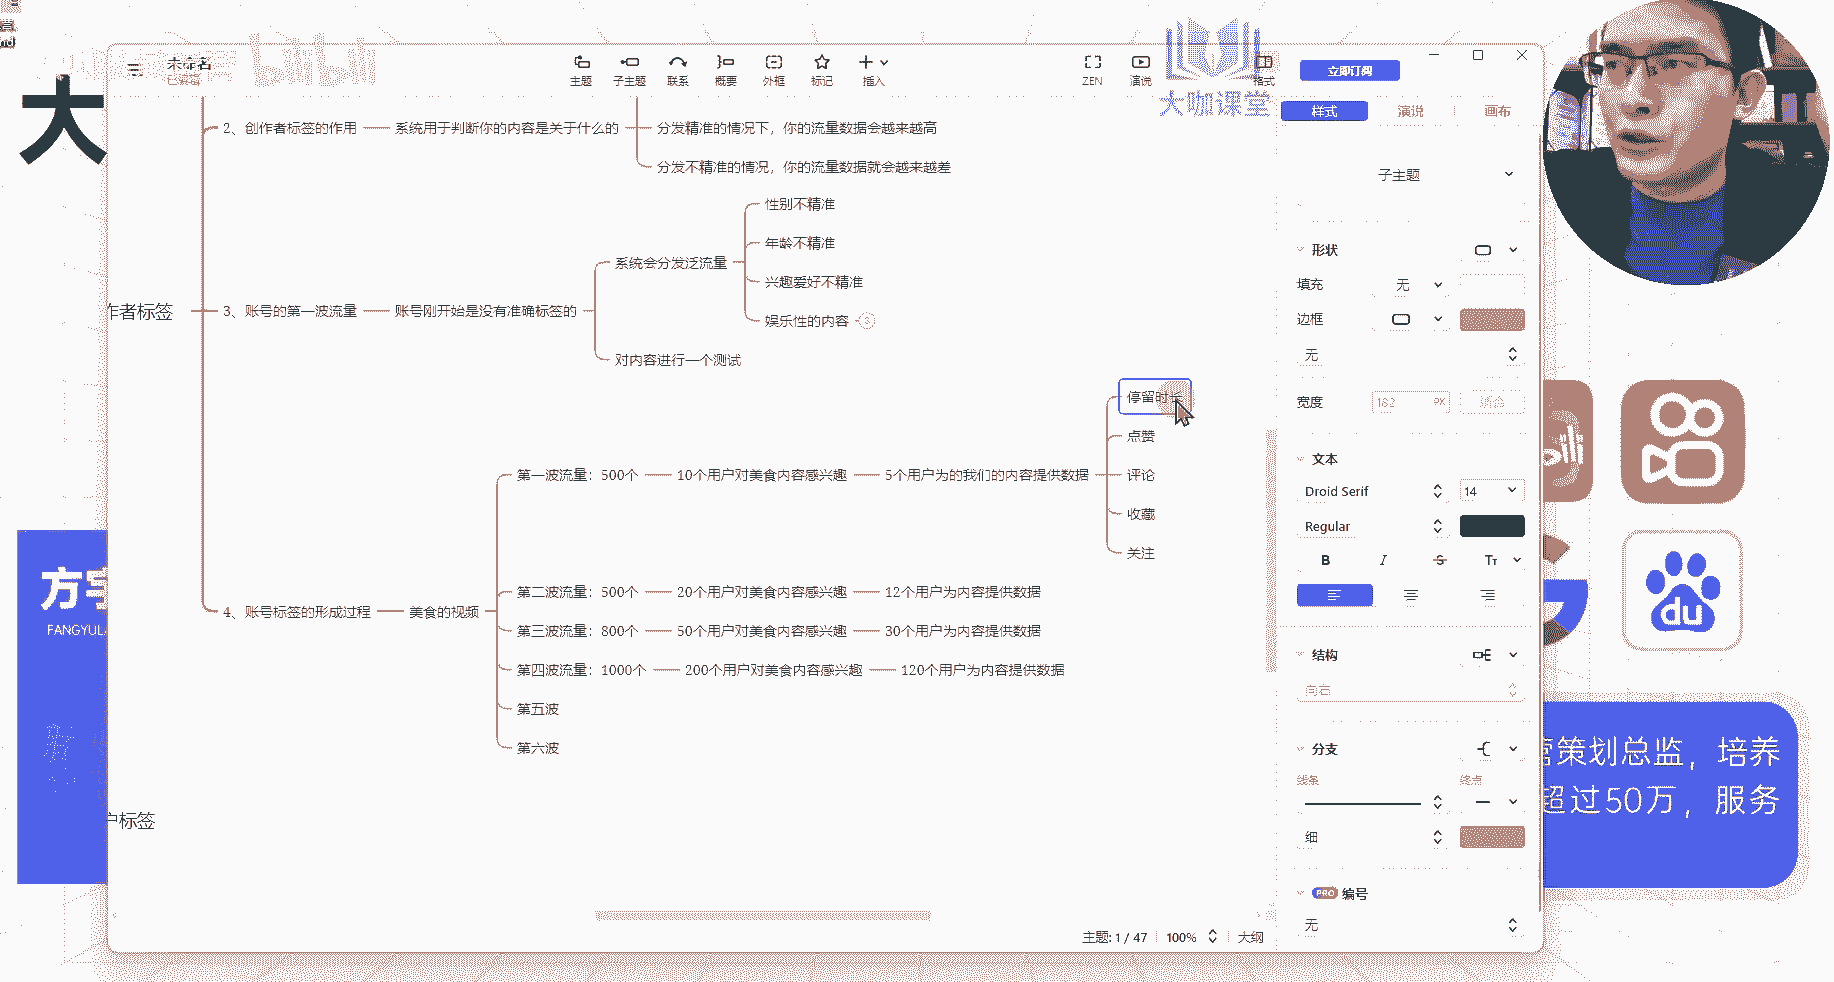 大
未命名
已编辑
bilibili
主题
子主题
联系
概要
外框
标记
插入
ZEN
演说
格式
大咖课堂
立即订阅
样式
演说
画布
2、创作者标签的作用
系统用于判断你的内容是关于什么的
分发精准的情况下，你的流量数据会越来越高
分发不精准的情况，你的流量数据就会越来越差
作者标签
3、账号的第一波流量
账号刚开始是没有准确标签的
系统会分发泛流量
性别不精准
年龄不精准
兴趣爱好不精准
娱乐性的内容
3
对内容进行一个测试
4、账号标签的形成过程
美食的视频
第一波流量：500个
10个用户对美食内容感兴趣
5个用户为的我们的内容提供数据
停留时长
点赞
评论
收藏
关注
第二波流量：500个
20个用户对美食内容感兴趣
12个用户为内容提供数据
第三波流量：800个
50个用户对美食内容感兴趣
30个用户为内容提供数据
第四波流量：1000个
200个用户对美食内容感兴趣
120个用户为内容提供数据
第五波
第六波
户标签
子主题
形状
填充
无
边框
无
宽度
182
PX
适合
文本
Droid Serif
14
Regular
B
I
S
Tт
结构
向右
分支
线条
终点
细
PRO 编号
无
主题: 1 / 47
100%
大纲
方宇
FANGYUL
du
营策划总监，培养
超过50万，服务